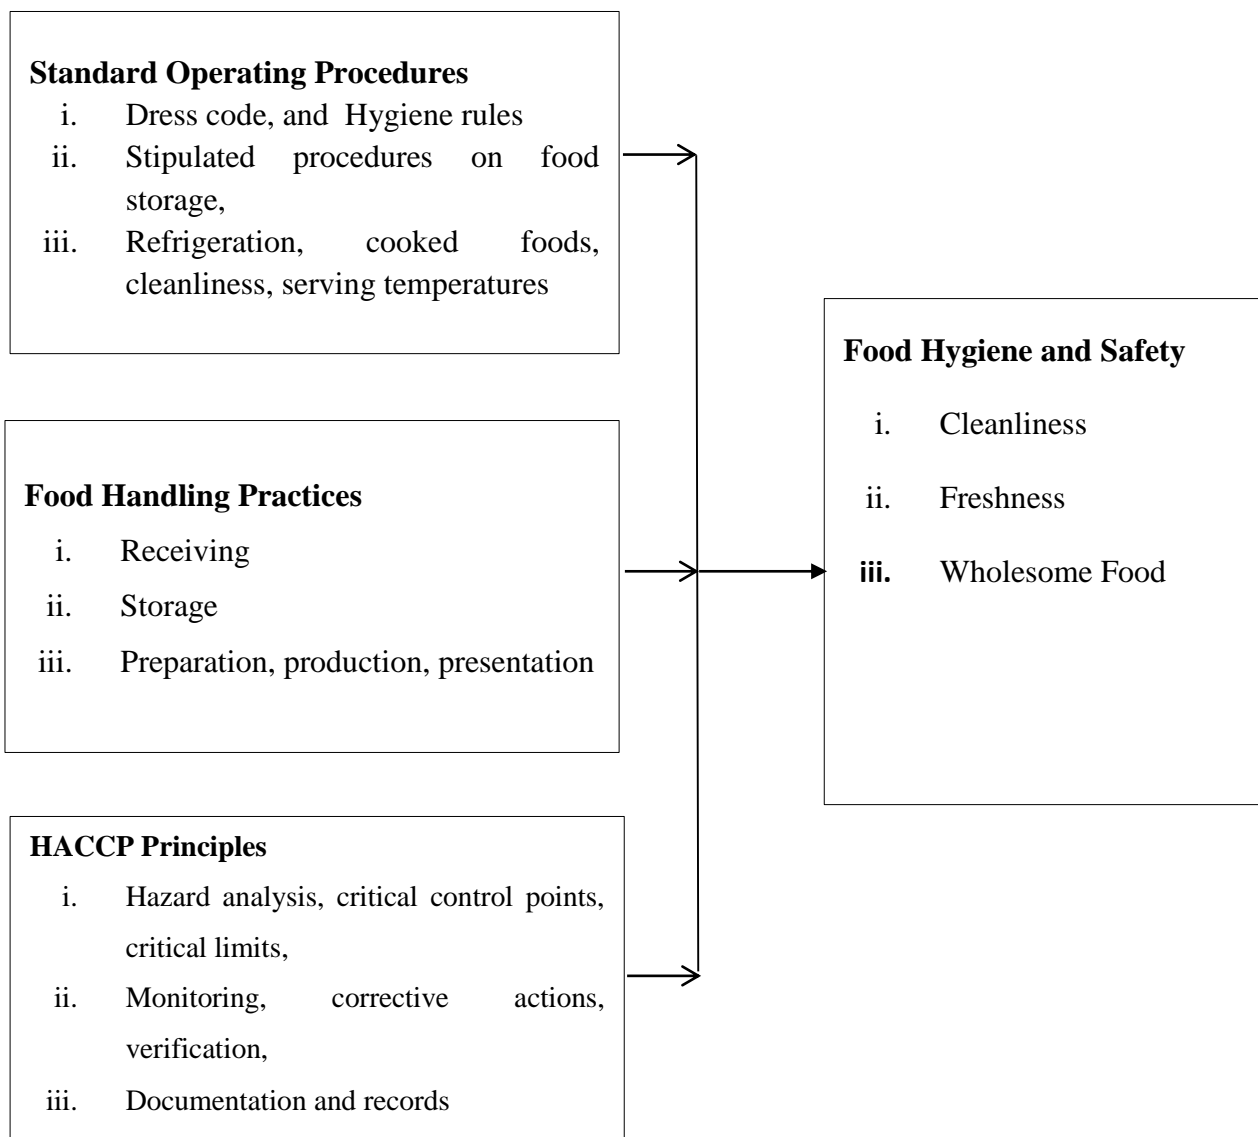 Standard Operating Procedures
i. Dress code, and Hygiene rules
ii. Stipulated procedures on food
storage,
iii. Refrigeration, cooked foods,
cleanliness, serving temperatures
Food Handling Practices
i. Receiving
ii. Storage
iii. Preparation, production, presentation
HACCP Principles
i. Hazard analysis, critical control points,
critical limits,
ii. Monitoring, corrective actions,
verification,
iii. Documentation and records
Food Hygiene and Safety
i. Cleanliness
ii. Freshness
iii. Wholesome Food